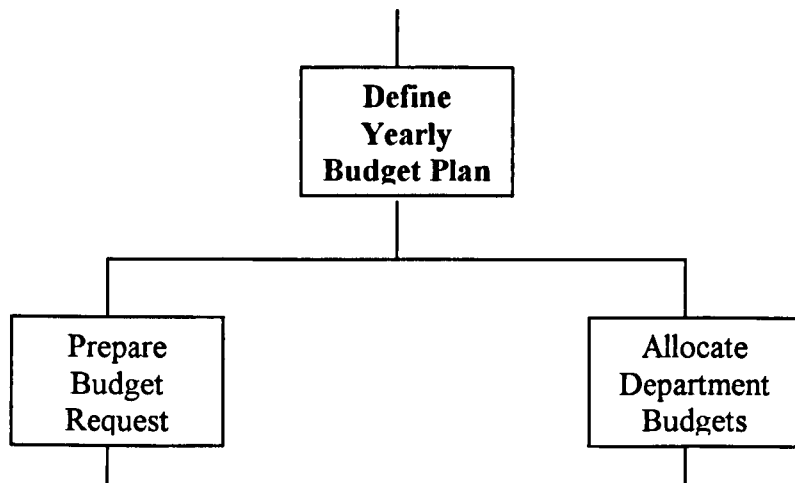 Define
Yearly
Budget Plan
Prepare
Budget
Request
Allocate
Department
Budgets